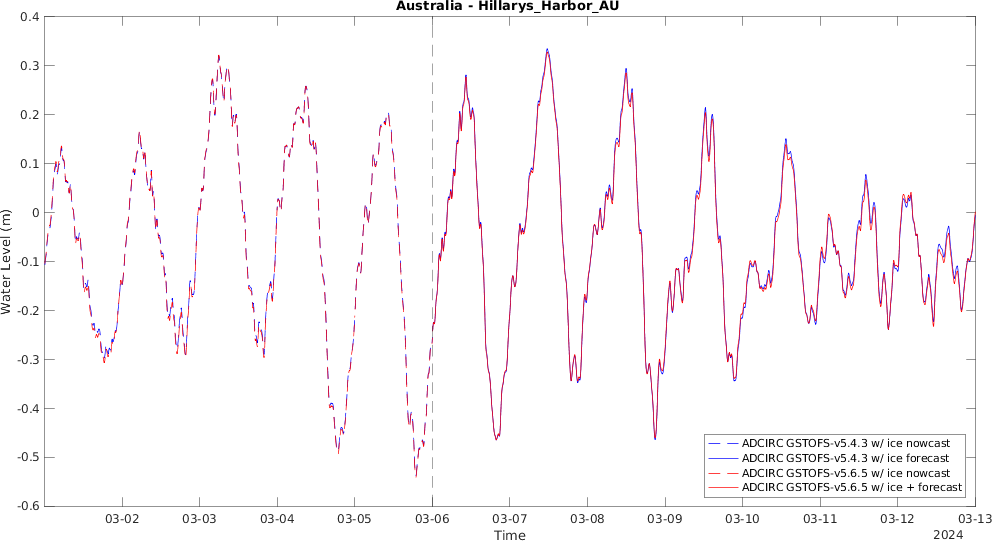 Australia - Hillarys_Harbor_AU
0.4
0.3
0.2
0.1
0
-0.1
-0.2
-0.3
-0.4
-0.5
-0.6
Water Level (m)
ADCIRC GSTOFS-v5.4.3 w/ ice nowcast
ADCIRC GSTOFS-v5.4.3 w/ ice forecast
ADCIRC GSTOFS-v5.6.5 w/ ice nowcast
ADCIRC GSTOFS-v5.6.5 w/ ice + forecast
03-02 03-03 03-04 03-05 03-06 03-07 03-08 03-09 03-10 03-11 03-12 03-13
Time
2024